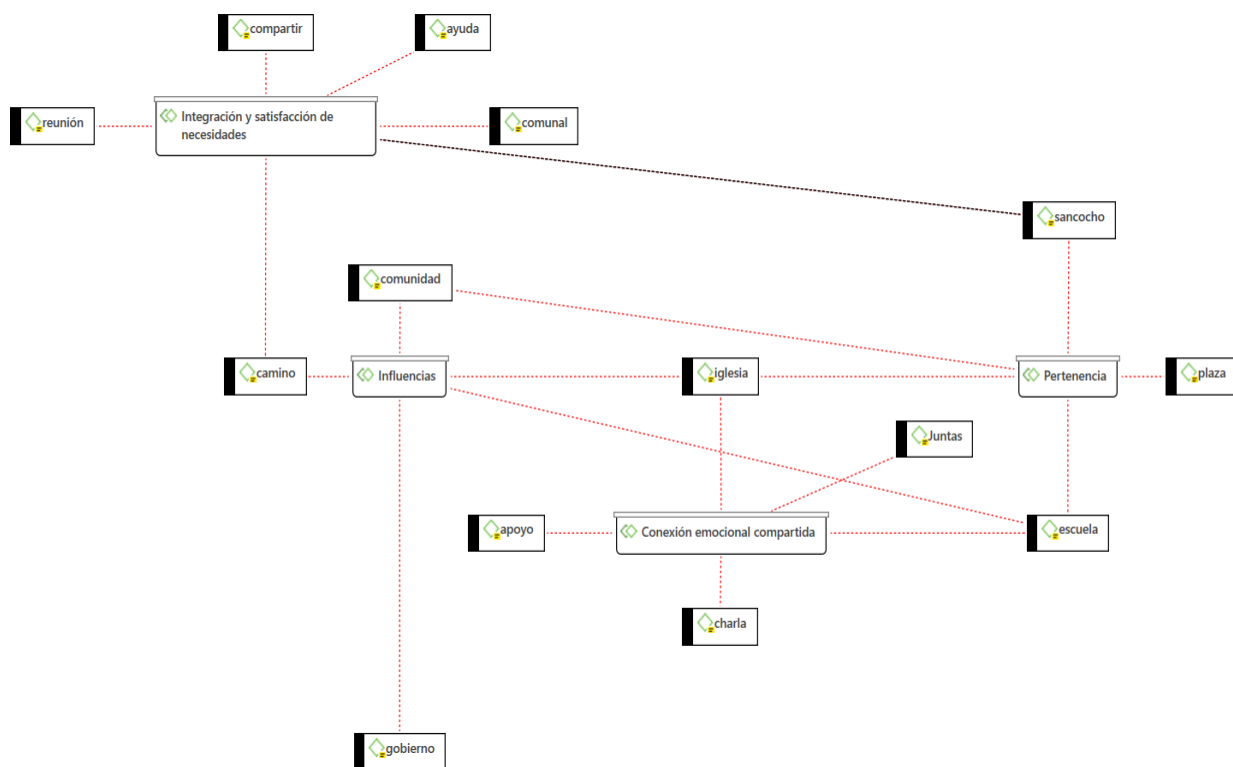 compartir
ayuda
reunión
Integración y satisfacción de
necesidades
comunal
sancocho
comunidad
camino
Influencias
iglesia
Pertenencia
plaza
Juntas
apoyo
Conexión emocional compartida
escuela
charla
gobierno